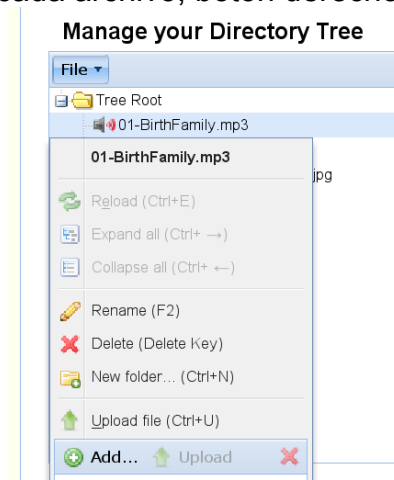 Manage your Directory Tree
File
Tree Root
01-BirthFamily.mp3
01-BirthFamily.mp3
jpg
Reload (Ctrl+E)
Expand all (Ctrl+ →)
Collapse all (Ctrl+ ←)
Rename (F2)
Delete (Delete Key)
New folder... (Ctrl+N)
Upload file (Ctrl+U)
Add... Upload